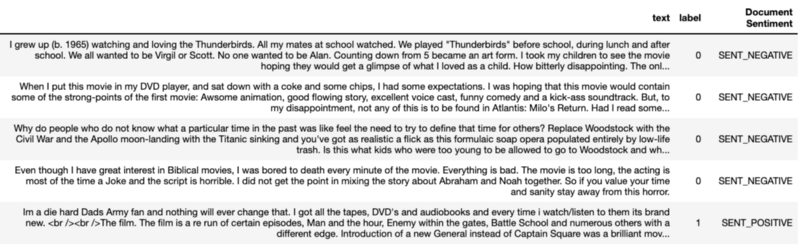 text label Document Sentiment
I grew up (b. 1965) watching and loving the Thunderbirds. All my mates at school watched. We played "Thunderbirds" before school, during lunch and after
school. We all wanted to be Virgil or Scott. No one wanted to be Alan. Counting down from 5 became an art form. I took my children to see the movie
hoping they would get a glimpse of what I loved as a child. How bitterly disappointing. The onl...
0 SENT_NEGATIVE
When I put this movie in my DVD player, and sat down with a coke and some chips, I had some expectations. I was hoping that this movie would contain
some of the strong-points of the first movie: Awsome animation, good flowing story, excellent voice cast, funny comedy and a kick-ass soundtrack. But, to
my disappointment, not any of this is to be found in Atlantis: Milo's Return. Had I read some...
0 SENT_NEGATIVE
Why do people who do not know what a particular time in the past was like feel the need to try to define that time for others? Replace Woodstock with the
Civil War and the Apollo moon-landing with the Titanic sinking and you've got as realistic a flick as this formulaic soap opera populated entirely by low-life
trash. Is this what kids who were too young to be allowed to go to Woodstock and wh...
0 SENT_NEGATIVE
Even though I have great interest in Biblical movies, I was bored to death every minute of the movie. Everything is bad. The movie is too long, the acting is
most of the time a Joke and the script is horrible. I did not get the point in mixing the story about Abraham and Noah together. So if you value your time
and sanity stay away from this horror.
0 SENT_NEGATIVE
Im a die hard Dads Army fan and nothing will ever change that. I got all the tapes, DVD's and audiobooks and every time i watch/listen to them its brand
new. <br /><br />The film. The film is a re run of certain episodes, Man and the hour, Enemy within the gates, Battle School and numerous others with a
different edge. Introduction of a new General instead of Captain Square was a brilliant mov...
1 SENT_POSITIVE